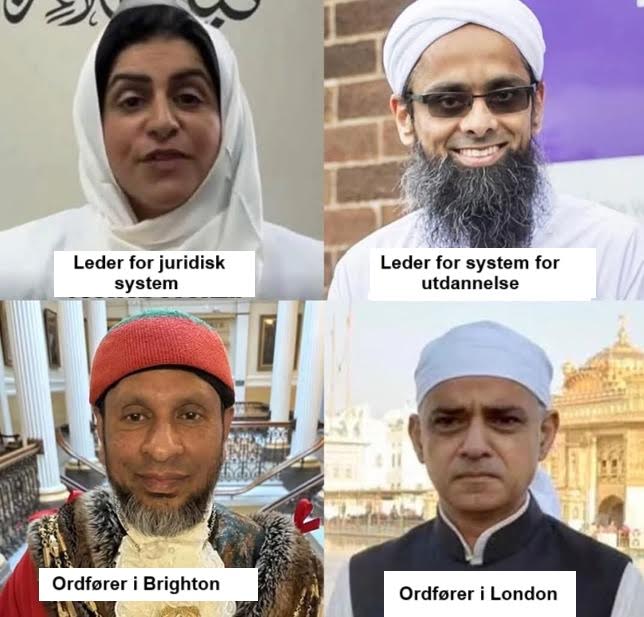 Leder for juridisk
system
Leder for system for
utdannelse
Ordfører i Brighton
Ordfører i London